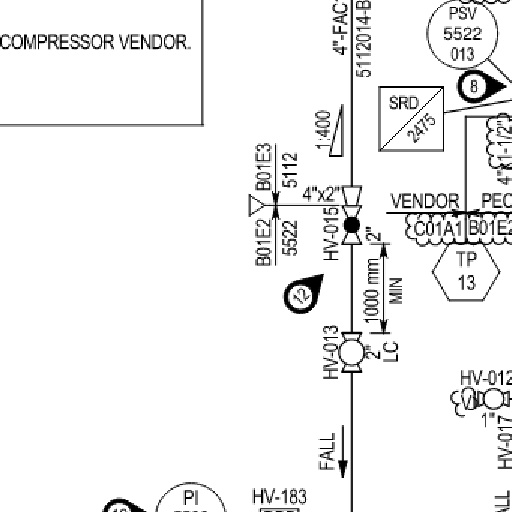 COMPRESSOR VENDOR.
4"-FAC
5112014-B
PSV
5522
013
8
SRD
2475
1:400
4"x1-1/2"
B01E3
5112
4"x2"
B01E2
5522
HV-015
2"
VENDOR
C01A1
B01E2
TP
13
12
1000 mm
MIN
HV-013
2"
LC
HV-012
1"
HV-017
FALL
PI
HV-183